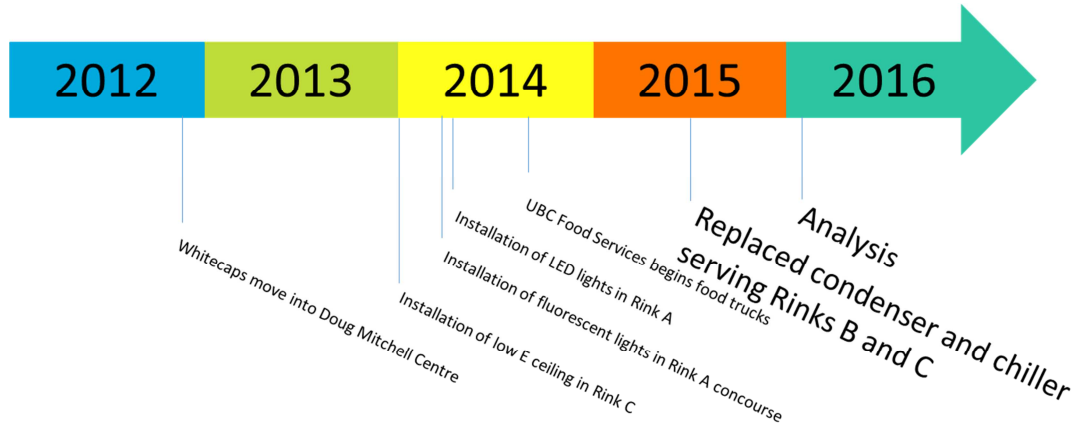 2012
2013
2014
2015
2016
Whitecaps move into Doug Mitchell Centre
Installation of low E ceiling in Rink C
Installation of fluorescent lights in Rink A concourse
Installation of LED lights in Rink A
UBC Food Services begins food trucks
Replaced condenser and chiller
serving Rinks B and C
Analysis